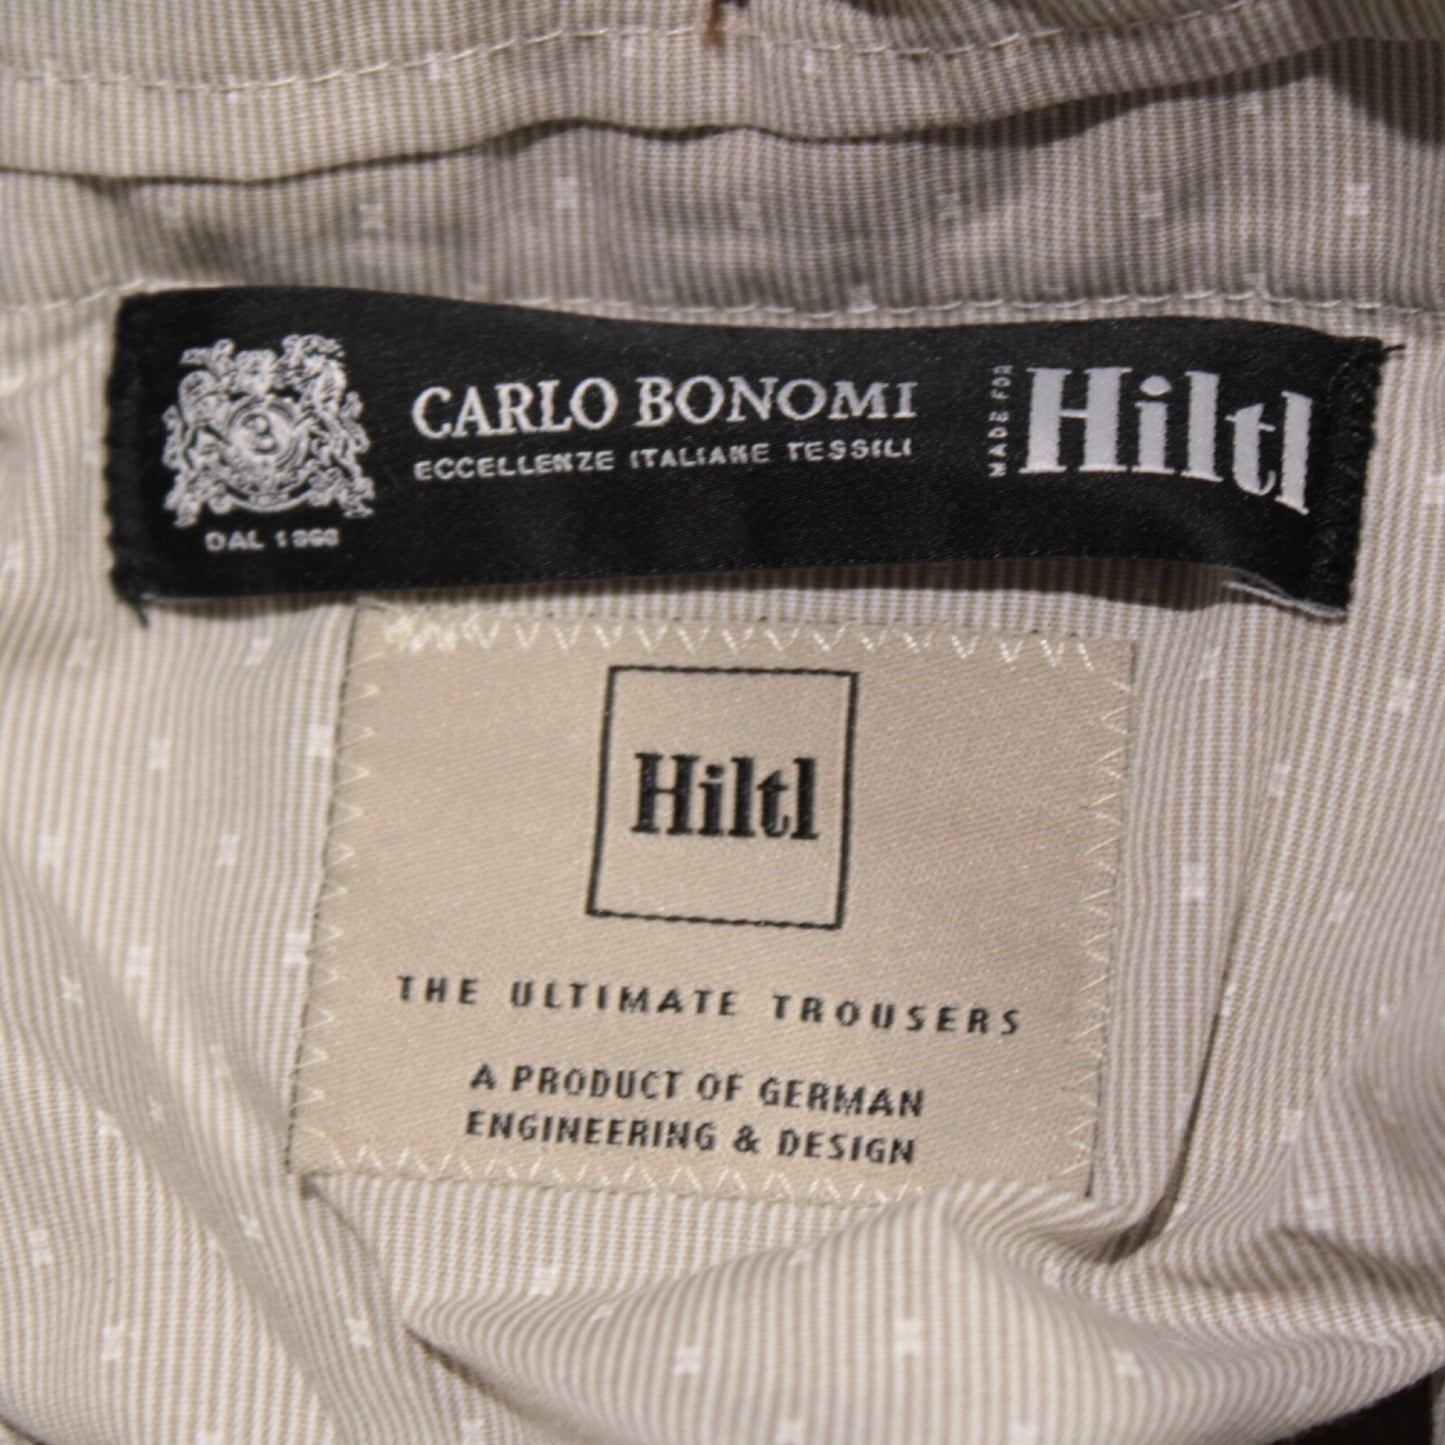 CARLO BONOMI
ECCELLENZE ITALIANE TESSILI
DAL
MADE FOR
Hiltl
Hiltl
THE ULTIMATE TROUSERS
A PRODUCT OF GERMAN
ENGINEERING & DESIGN